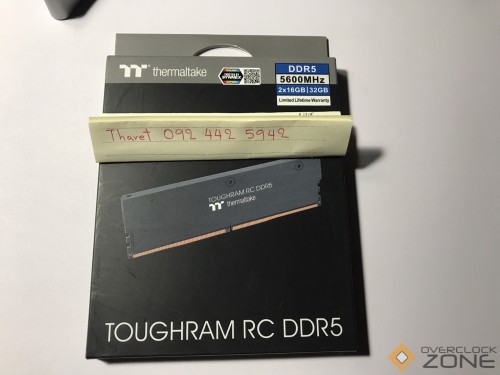 thermaltake
DDR5
5600MHz
2x16GB|32GB
Limited Lifetime Warranty
Tharet 092 442 5942
TOUGHRAM RC DDR5
thermaltake
TOUGHRAM RC DDR5
OVERCLOCK
ZONE